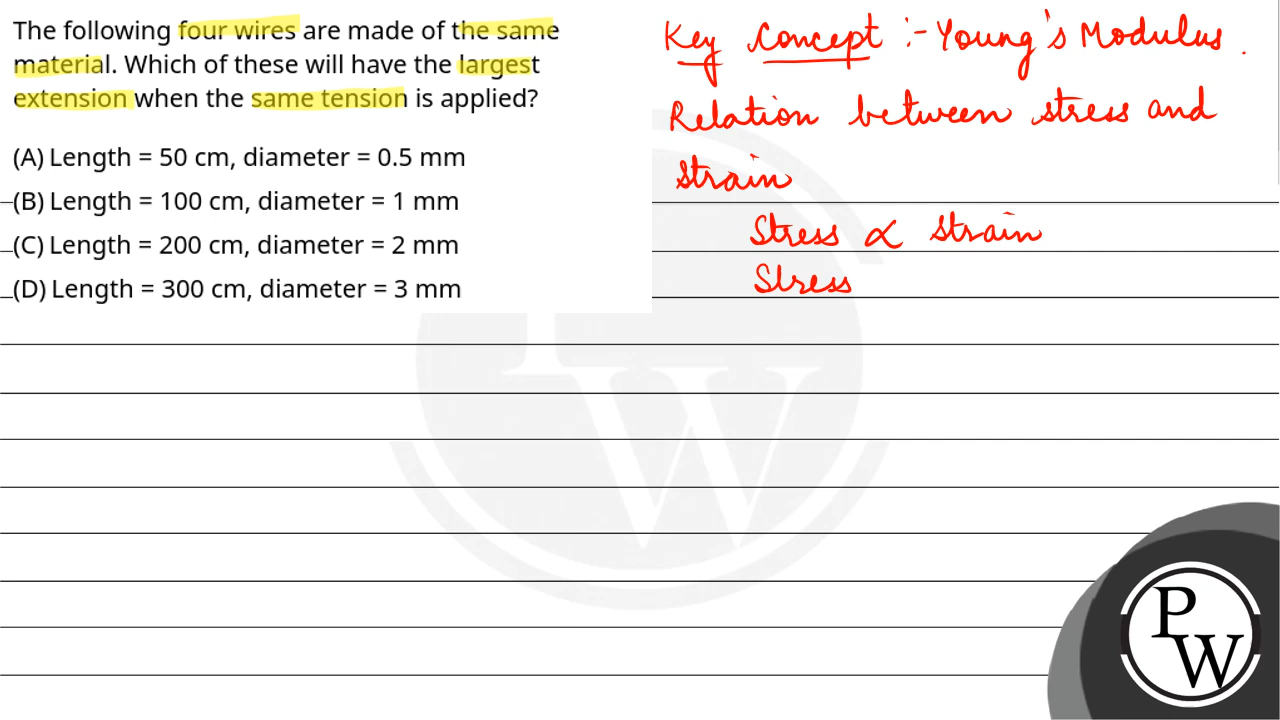 The following four wires are made of the same
material. Which of these will have the largest
extension when the same tension is applied?
(A) Length = 50 cm, diameter = 0.5 mm
(B) Length = 100 cm, diameter = 1 mm
(C) Length = 200 cm, diameter = 2 mm
(D) Length = 300 cm, diameter = 3 mm
Key Concept :- Young's Modulus.
Relation between stress and
strain
Stress ∝ strain
Stress
PW